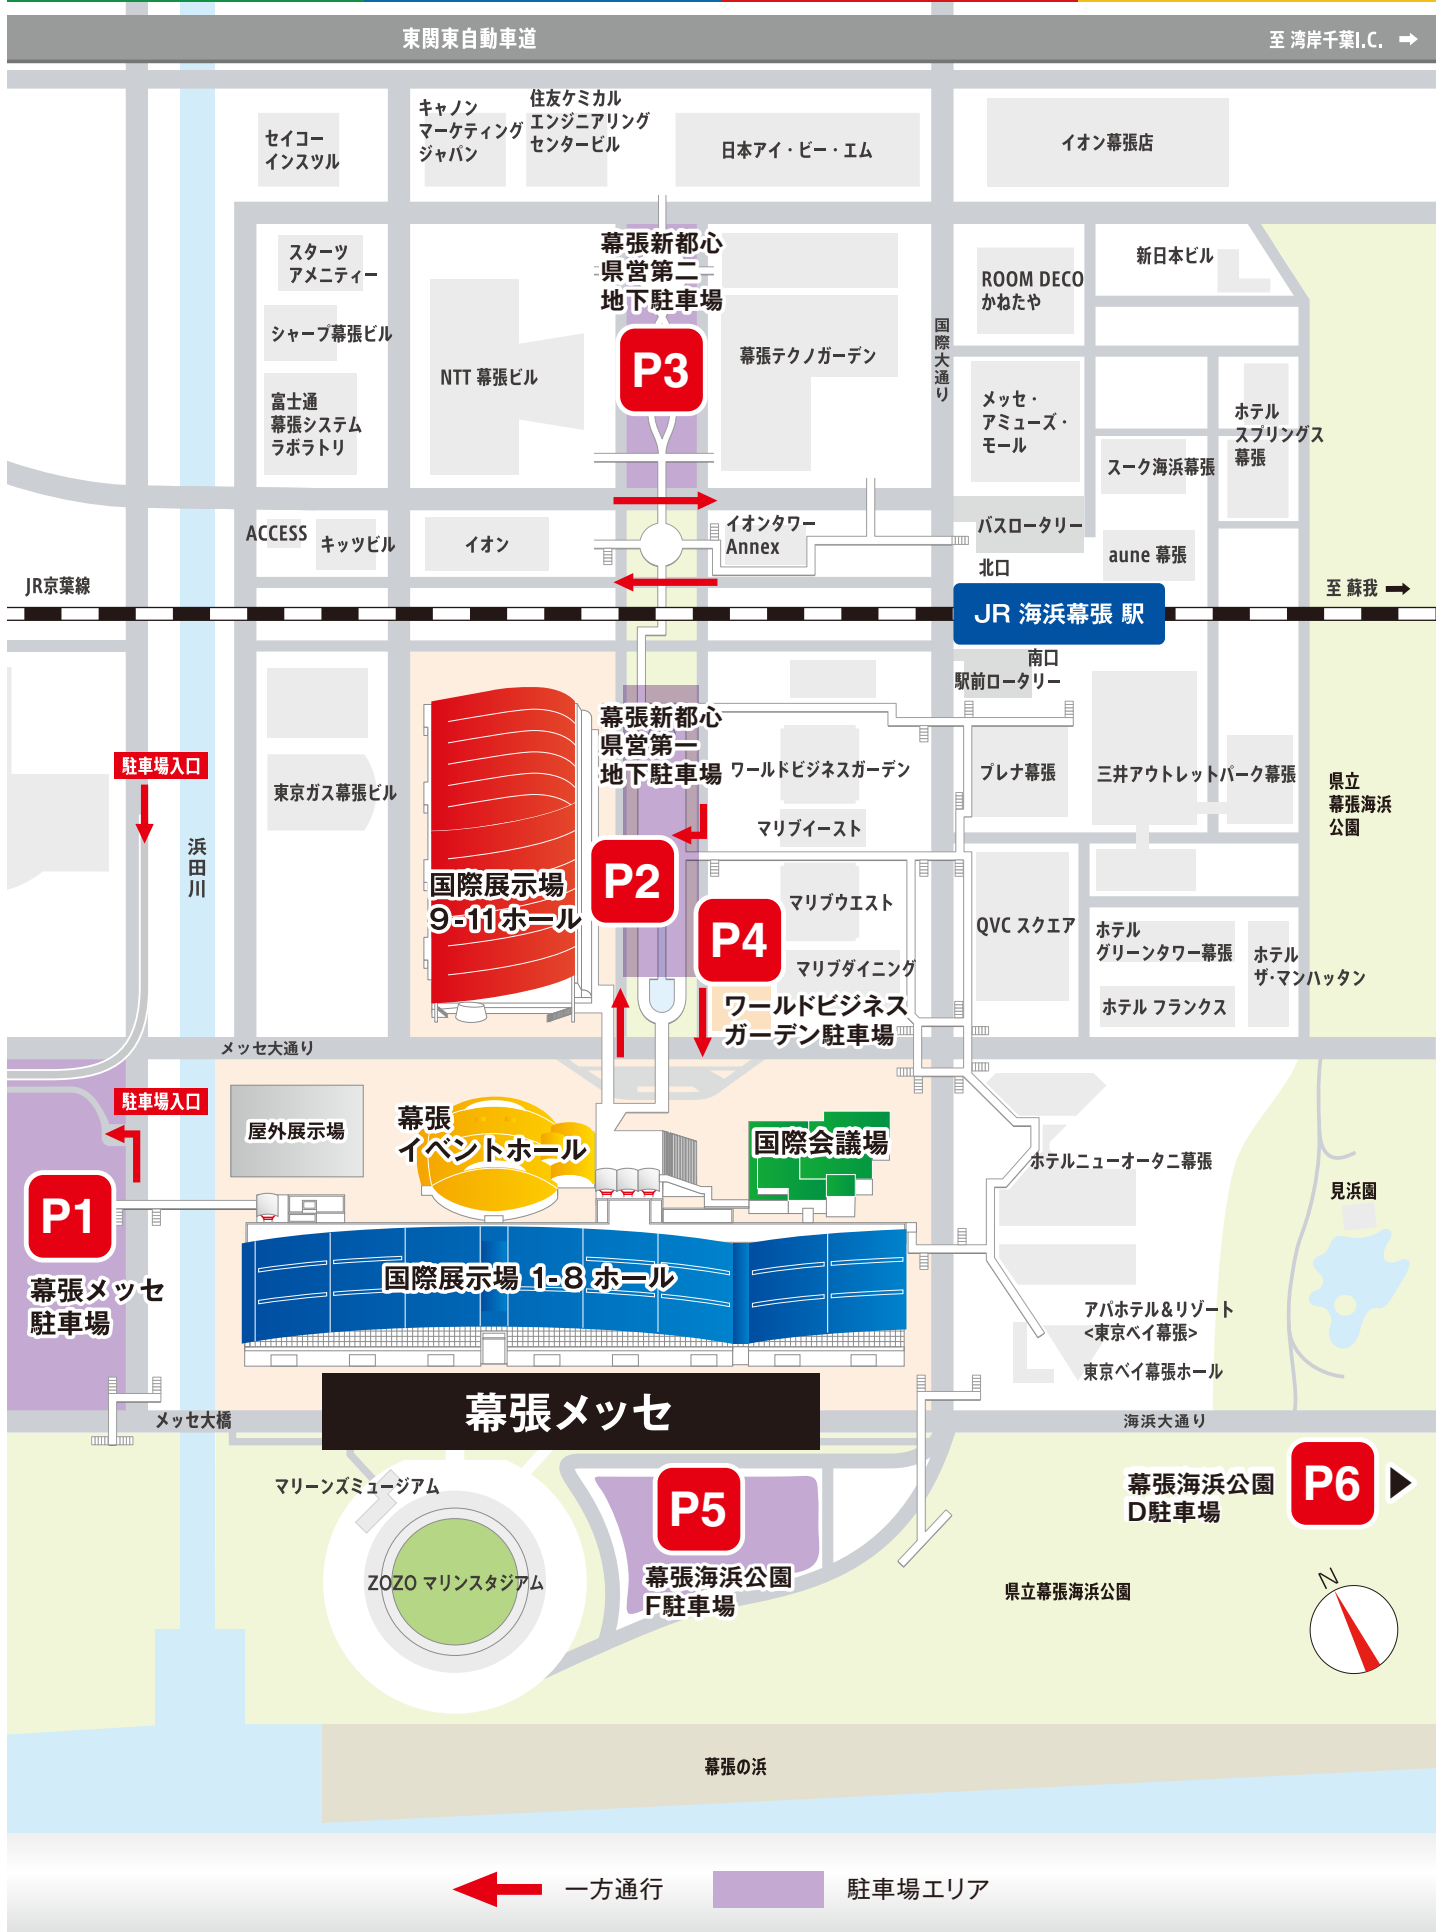 東関東自動車道
至 湾岸千葉I.C.
セイコー
インスツル
キャノン
マーケティング
ジャパン
住友ケミカル
エンジニアリング
センタービル
日本アイ・ビー・エム
イオン幕張店
スターツ
アメニティー
シャープ幕張ビル
富士通
幕張システム
ラボラトリ
NTT 幕張ビル
幕張新都心
県営第二
地下駐車場
P3
幕張テクノガーデン
国際大通り
ROOM DECO
かねたや
新日本ビル
メッセ・
アミューズ・
モール
ホテル
スプリングス
幕張
スーク海浜幕張
ACCESS
キッツビル
イオン
イオンタワー
Annex
バスロータリー
北口
aune 幕張
JR京葉線
至 蘇我
JR 海浜幕張 駅
南口
駅前ロータリー
駐車場入口
浜田川
東京ガス幕張ビル
国際展示場
9-11ホール
幕張新都心
県営第一
地下駐車場
P2
ワールドビジネスガーデン
マリブイースト
マリブウエスト
マリブダイニング
P4
ワールドビジネス
ガーデン駐車場
プレナ幕張
三井アウトレットパーク幕張
県立
幕張海浜
公園
QVC スクエア
ホテル
グリーンタワー幕張
ホテル
ザ・マンハッタン
ホテル フランクス
メッセ大通り
駐車場入口
P1
幕張メッセ
駐車場
屋外展示場
幕張
イベントホール
国際会議場
ホテルニューオータニ幕張
見浜園
国際展示場 1-8 ホール
アパホテル&リゾート
<東京ベイ幕張>
東京ベイ幕張ホール
幕張メッセ
メッセ大橋
海浜大通り
マリーンズミュージアム
ZOZO マリンスタジアム
P5
幕張海浜公園
F駐車場
幕張海浜公園
D駐車場
P6
県立幕張海浜公園
N
幕張の浜
一方通行
駐車場エリア